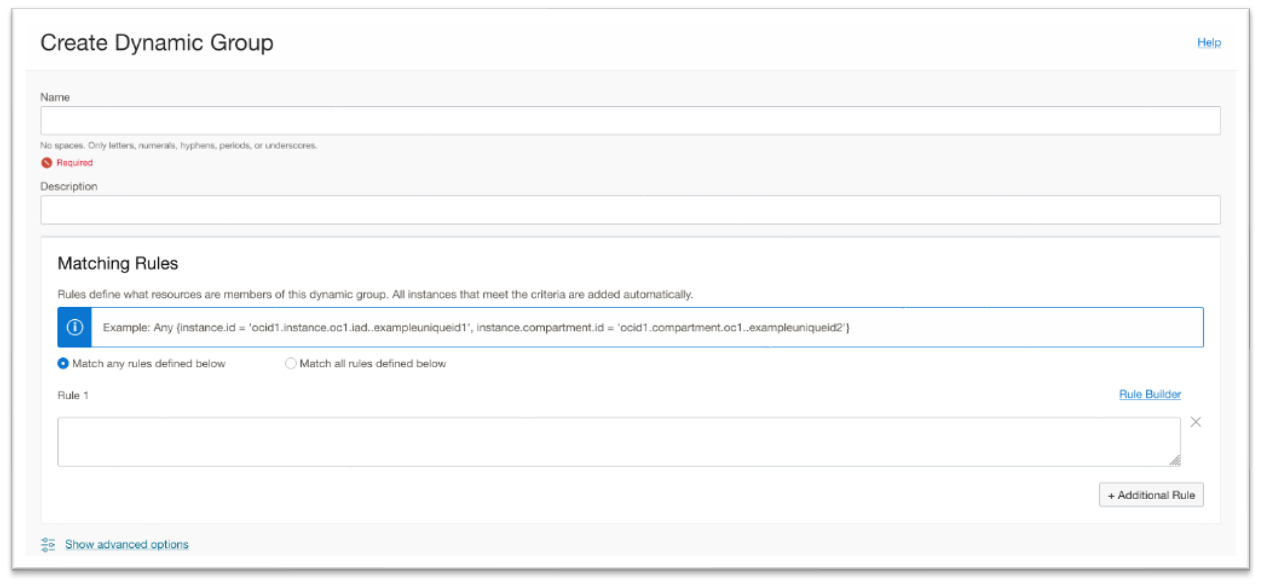 Create Dynamic Group
Help
Name
No spaces. Only letters, numerals, hyphens, periods, or underscores.
Required
Description
Matching Rules
Rules define what resources are members of this dynamic group. All instances that meet the criteria are added automatically.
Example: Any {instance.id = 'ocid1.instance.oc1.iad..exampleuniqueid1', instance.compartment.id = 'ocid1.compartment.oc1..exampleuniqueid2'}
Match any rules defined below Match all rules defined below
Rule 1 Rule Builder
+ Additional Rule
Show advanced options